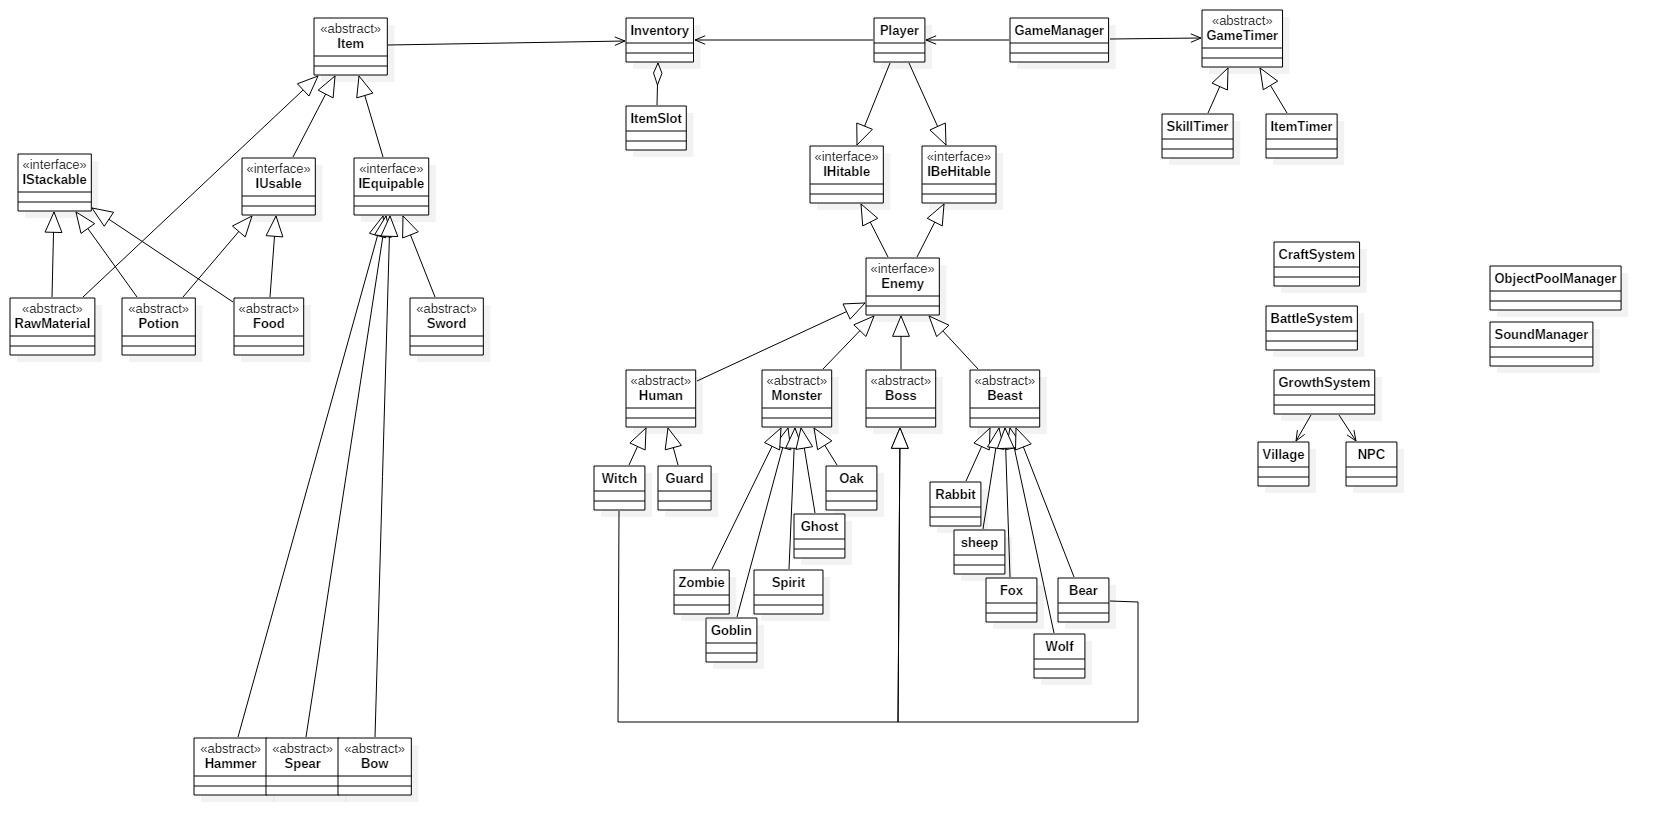 «abstract»
Item
Inventory
Player
GameManager
«abstract»
GameTimer
ItemSlot
SkillTimer
ItemTimer
«interface»
IStackable
«interface»
IUsable
«interface»
IEquipable
«interface»
IHitable
«interface»
IBeHitable
CraftSystem
ObjectPoolManager
«interface»
Enemy
BattleSystem
SoundManager
«abstract»
RawMaterial
«abstract»
Potion
«abstract»
Food
«abstract»
Sword
«abstract»
Human
«abstract»
Monster
«abstract»
Boss
«abstract»
Beast
GrowthSystem
Village
NPC
Witch
Guard
Oak
Rabbit
Ghost
sheep
Zombie
Spirit
Fox
Bear
Goblin
Wolf
«abstract»
Hammer
«abstract»
Spear
«abstract»
Bow